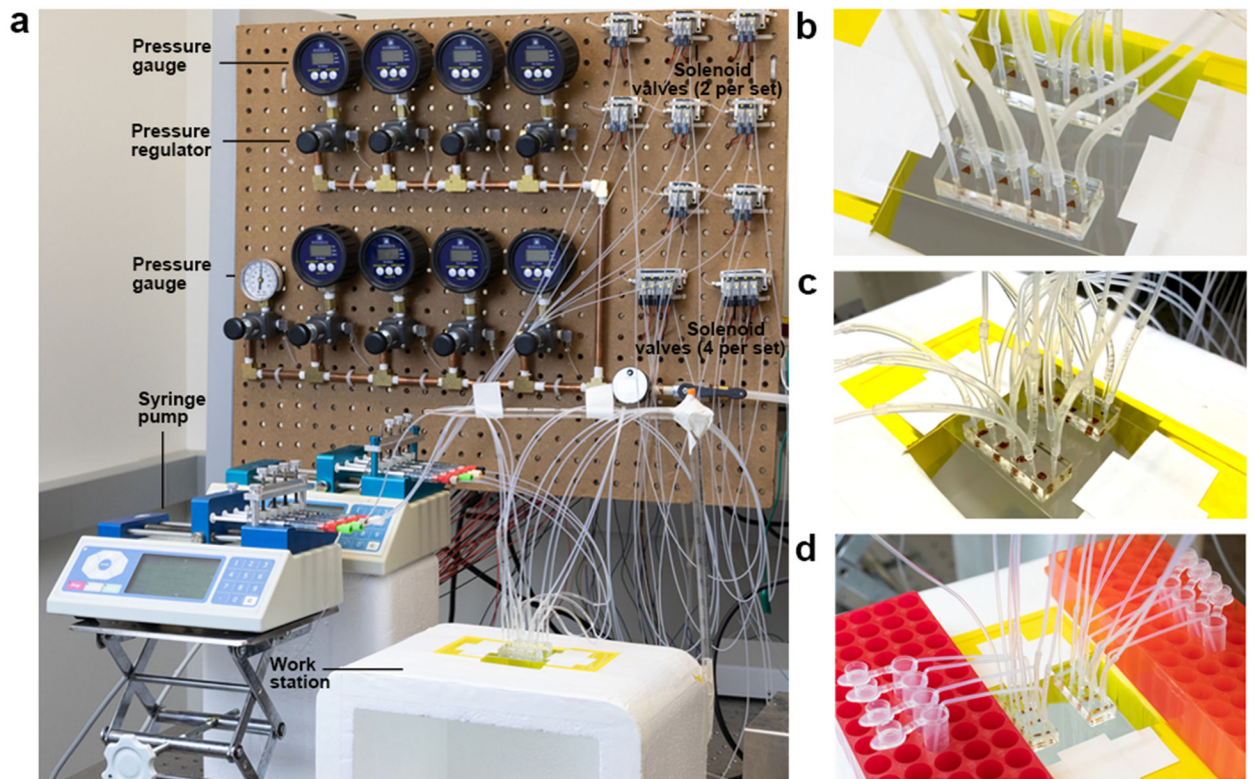 a
Pressure
gauge
Solenoid
valves (2 per set)
Pressure
regulator
Pressure
gauge
Solenoid
valves (4 per set)
Syringe
pump
Work
station
b
c
d